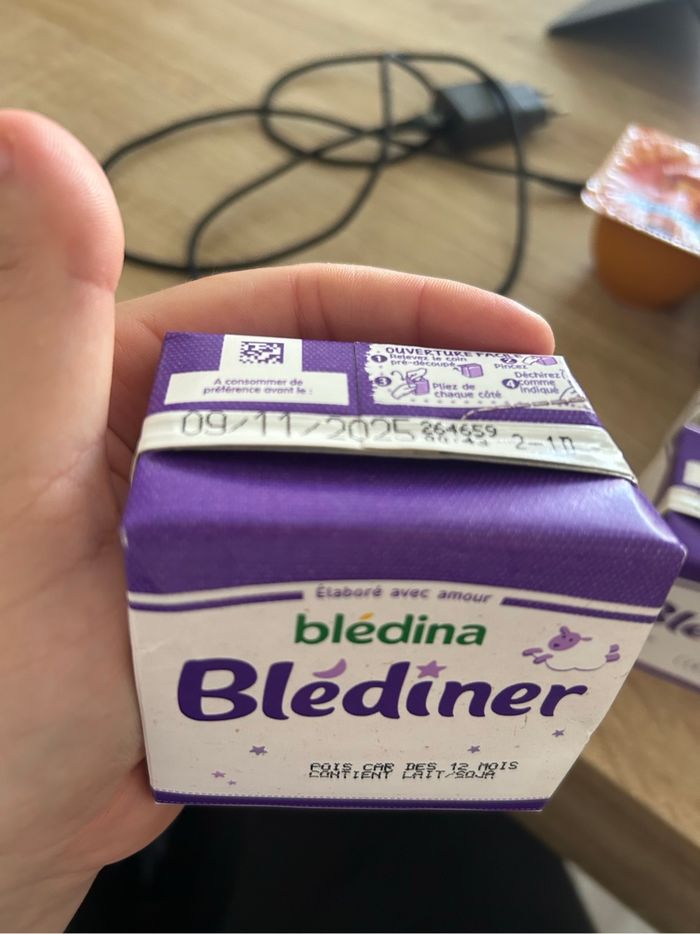 OUVERTURE FACILE
1 Relevez le coin
pré-découpé
Pincez
3 Pliez de
chaque côté
4 Déchirez
comme
indiqué
A consommer de
préférence avant le :
09/11/2025 264659
2-1
Élaboré avec amour
blédina
Blédiner
POIS CAR DES 12 MOIS
CONTIENT LAIT/SOJA
Blé